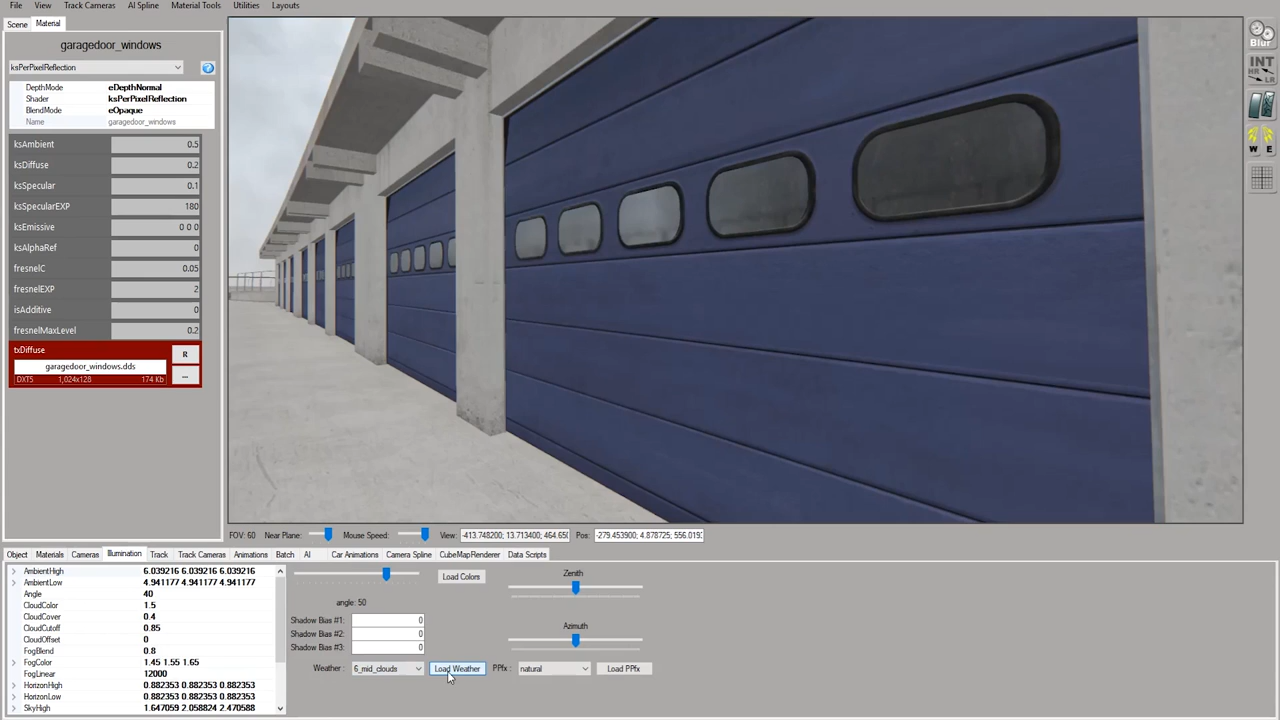 File View Track Cameras AI Spline Material Tools Utilities Layouts
Scene Material
garagedoor_windows
ksPerPixelReflection
DepthMode eDepthNormal
Shader ksPerPixelReflection
BlendMode eOpaque
Name garagedoor_windows
ksAmbient 0.5
ksDiffuse 0.2
ksSpecular 0.1
ksSpecularEXP 180
ksEmissive 0 0 0
ksAlphaRef 0
fresnelC 0.05
fresnelEXP 2
isAdditive 0
fresnelMaxLevel 0.2
txDiffuse R
garagedoor_windows.dds
DXT5 1,024x128 174 Kb ...
Blur
INT
HR LR
W E
FOV: 60 Near Plane: Mouse Speed: View: -413.748200; 13.713400; 464.65 Pos: -279.453900; 4.878725; 556.019
Object Materials Cameras Illumination Track Track Cameras Animations Batch AI Car Animations Camera Spline CubeMapRenderer Data Scripts
AmbientHigh 6.039216 6.039216 6.039216
AmbientLow 4.941177 4.941177 4.941177
Angle 40
CloudColor 1.5
CloudCover 0.4
CloudCutoff 0.85
CloudOffset 0
FogBlend 0.8
FogColor 1.45 1.55 1.65
FogLinear 12000
HorizonHigh 0.882353 0.882353 0.882353
HorizonLow 0.882353 0.882353 0.882353
SkyHigh 1.647059 2.058824 2.470588
Load Colors
angle: 50
Shadow Bias #1: 0
Shadow Bias #2: 0
Shadow Bias #3: 0
Weather : 6_mid_clouds Load Weather PPfx : natural Load PPfx
Zenith
Azimuth